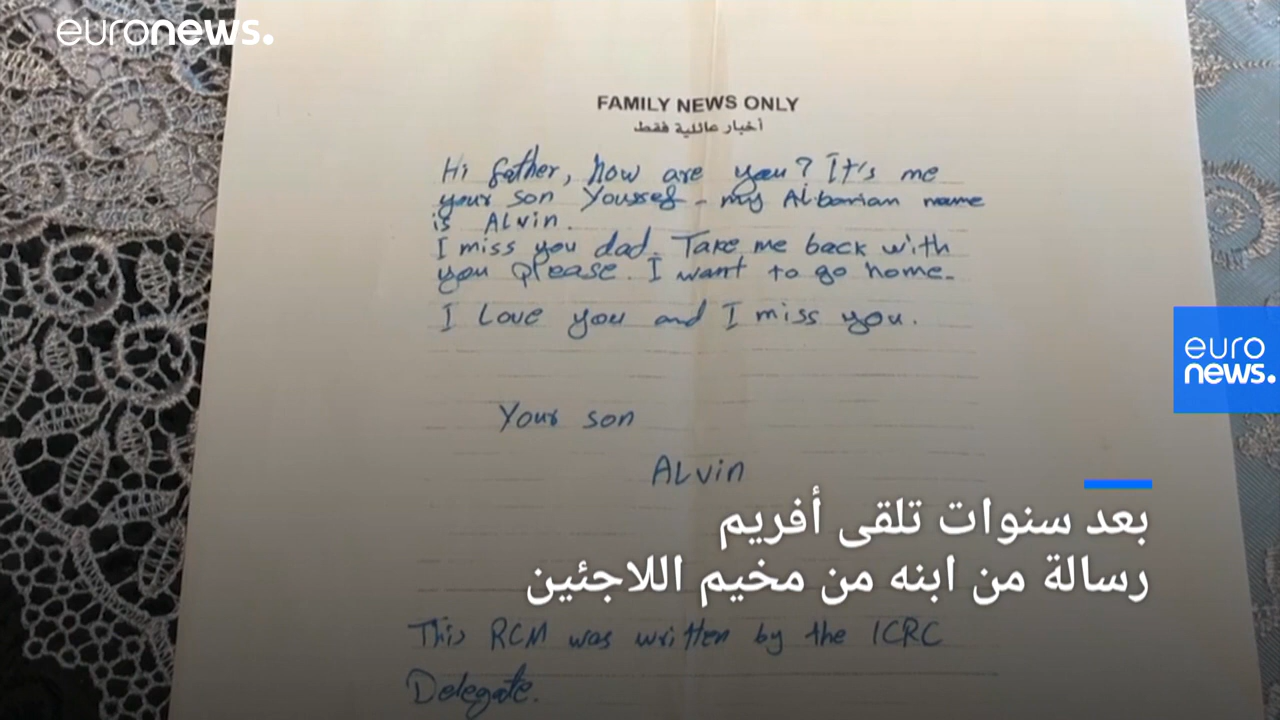 euronews.
FAMILY NEWS ONLY
أخبار عائلية فقط
Hi father, how are you? It's me
your son Youssef - my Albanian name
is ALVIN.
I miss you dad. Take me back with
you please. I want to go home.
I Love you and I miss you.
Your son
ALVIN
euro
news.
بعد سنوات تلقى أفريم
رسالة من ابنه من مخيم اللاجئين
This RCM was written by the ICRC
Delegate.